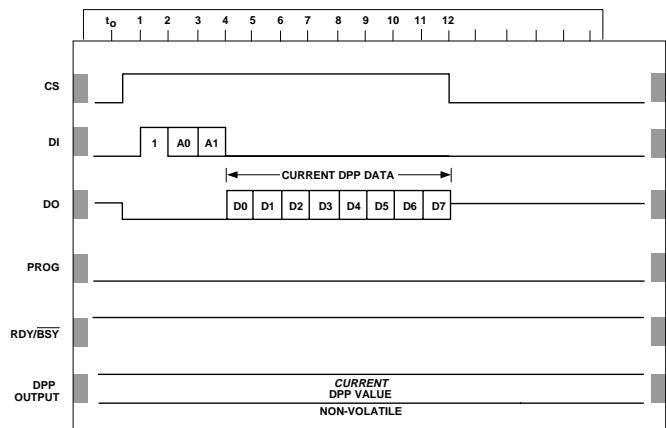 to 1 2 3 4 5 6 7 8 9 10 11 12
CS
DI 1 A0 A1
CURRENT DPP DATA
DO D0 D1 D2 D3 D4 D5 D6 D7
PROG
RDY/B̅S̅Y̅
DPP
OUTPUT
CURRENT
DPP VALUE
NON-VOLATILE